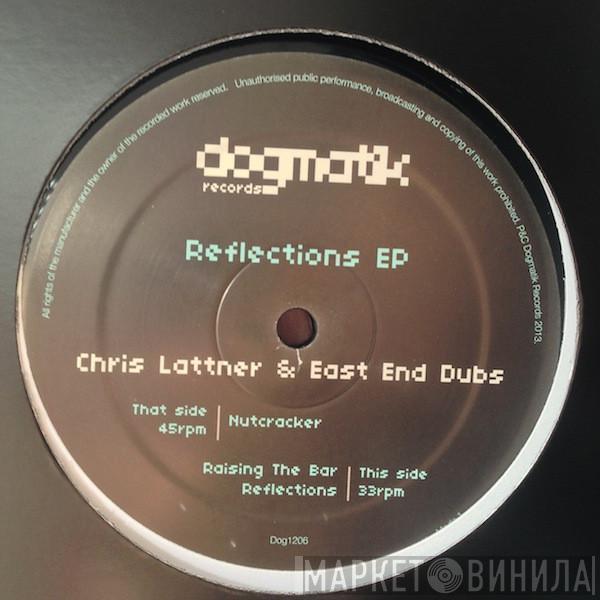 All rights of the manufacturer and the owner of the recorded work reserved. Unauthorised public performance, broadcasting and copying of this work prohibited. P&C Dogmatik Records 2013.
dogmatik
records
Reflections EP
Chris Lattner & East End Dubs
That side
45rpm
Nutcracker
Raising The Bar
Reflections
This side
33rpm
Dog1206
МАРКЕТ ВИНИЛА